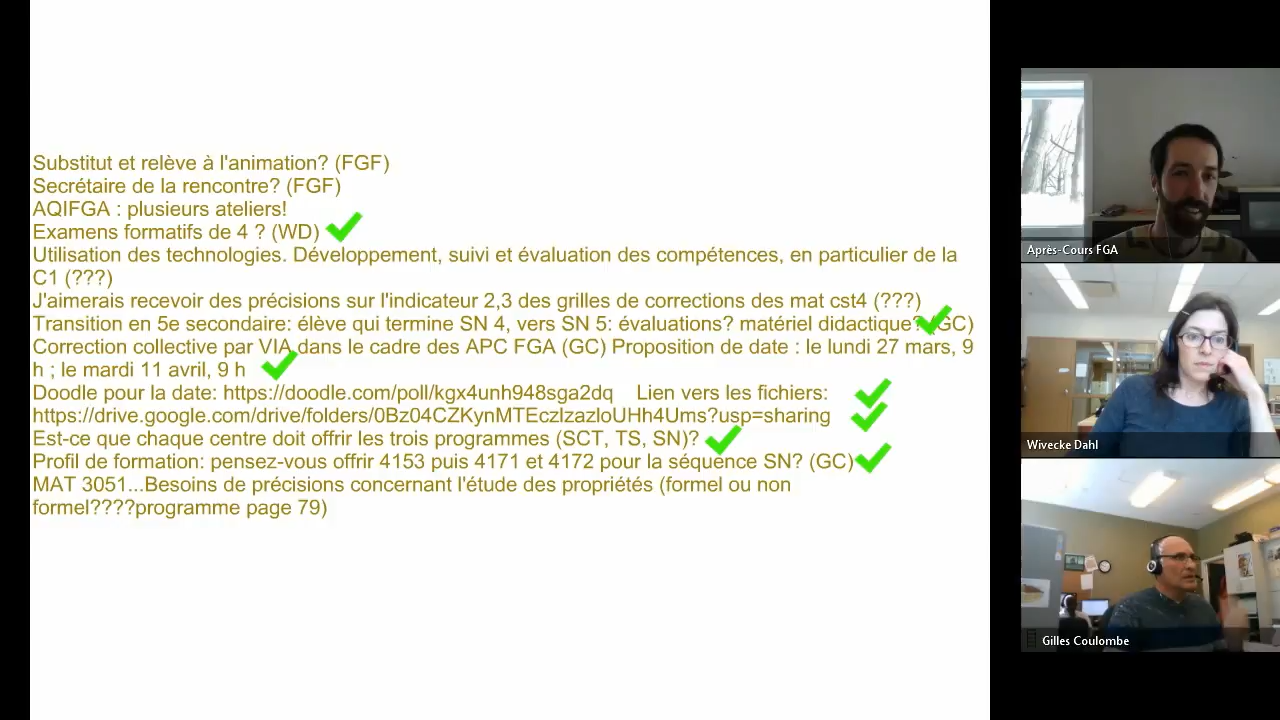 Substitut et relève à l'animation? (FGF)
Secrétaire de la rencontre? (FGF)
AQIFGA : plusieurs ateliers!
Examens formatifs de 4 ? (WD)
Utilisation des technologies. Développement, suivi et évaluation des compétences, en particulier de la
C1 (???)
J'aimerais recevoir des précisions sur l'indicateur 2,3 des grilles de corrections des mat cst4 (???)
Transition en 5e secondaire: élève qui termine SN 4, vers SN 5: évaluations? matériel didactique? (GC)
Correction collective par VIA dans le cadre des APC FGA (GC) Proposition de date : le lundi 27 mars, 9
h ; le mardi 11 avril, 9 h
Doodle pour la date: https://doodle.com/poll/kgx4unh948sga2dq Lien vers les fichiers:
https://drive.google.com/drive/folders/0Bz04CZKynMTEczIzazloUHh4Ums?usp=sharing
Est-ce que chaque centre doit offrir les trois programmes (SCT, TS, SN)?
Profil de formation: pensez-vous offrir 4153 puis 4171 et 4172 pour la séquence SN? (GC)
MAT 3051...Besoins de précisions concernant l'étude des propriétés (formel ou non
formel????programme page 79)
Après-Cours FGA
Wivecke Dahl
Gilles Coulombe